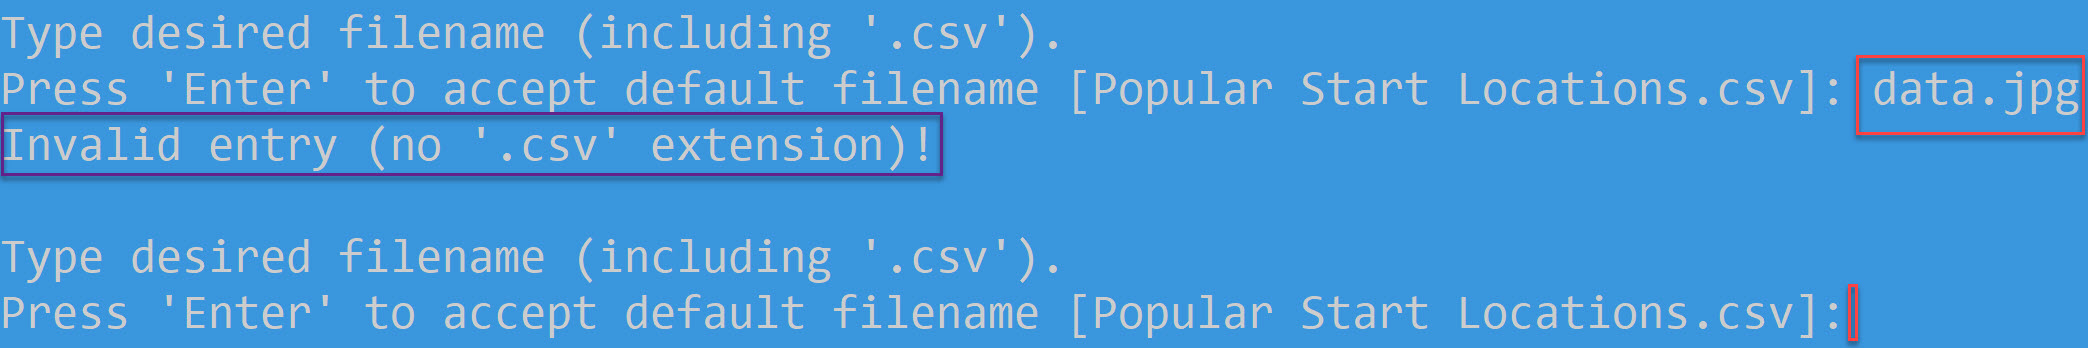 Type desired filename (including '.csv').
Press 'Enter' to accept default filename [Popular Start Locations.csv]: data.jpg
Invalid entry (no '.csv' extension)!
Type desired filename (including '.csv').
Press 'Enter' to accept default filename [Popular Start Locations.csv]: